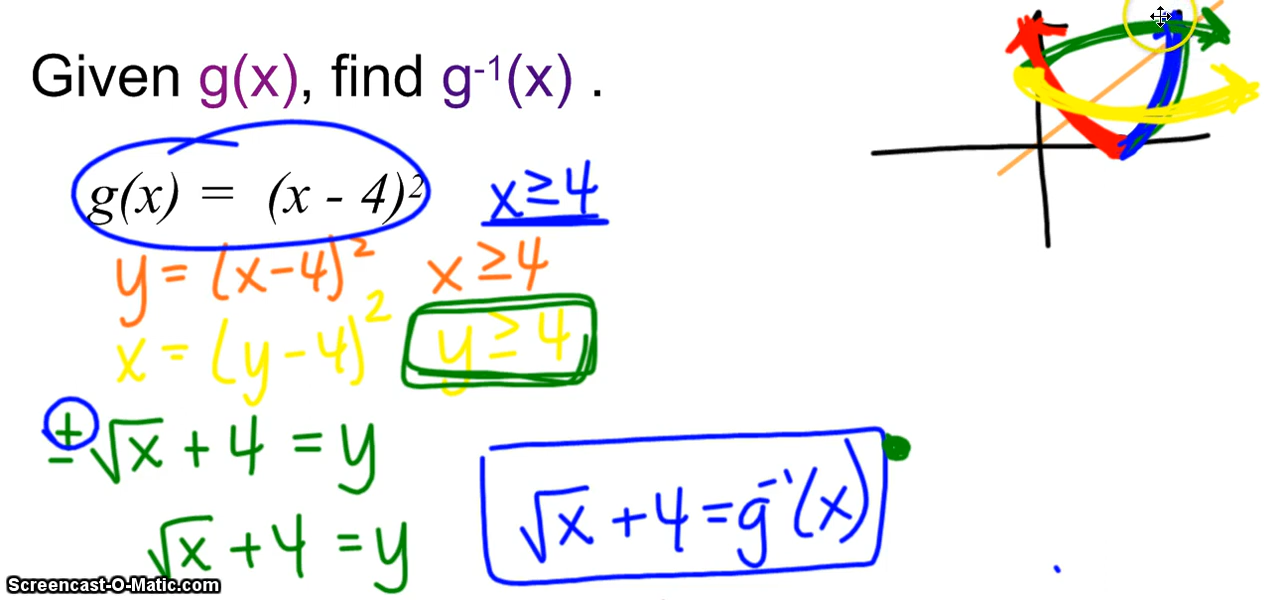 Given g(x), find g⁻¹(x) .
g(x) = (x - 4)²
x ≥ 4
y = (x-4)² x ≥ 4
x = (y-4)² y ≥ 4
±√x + 4 = y
√x + 4 = y
√x + 4 = g⁻¹(x)
Screencast-O-Matic.com